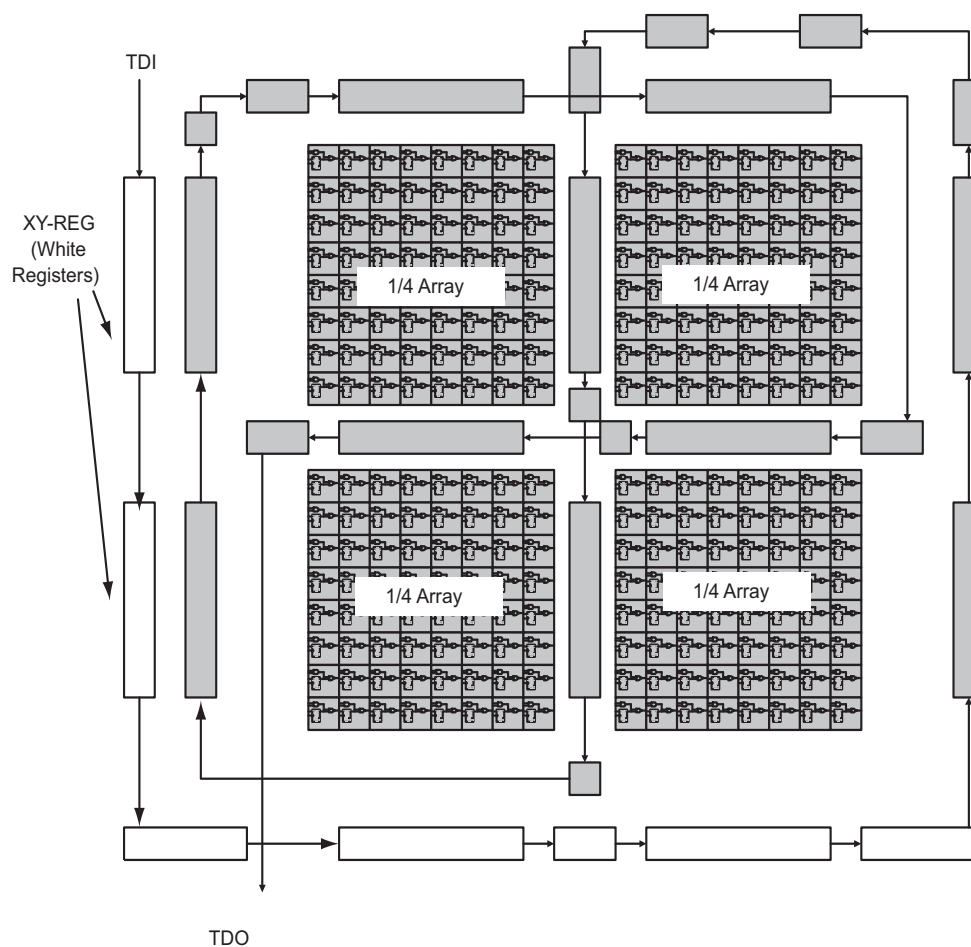 TDI
XY-REG
(White
Registers)
1/4 Array
1/4 Array
1/4 Array
1/4 Array
TDO